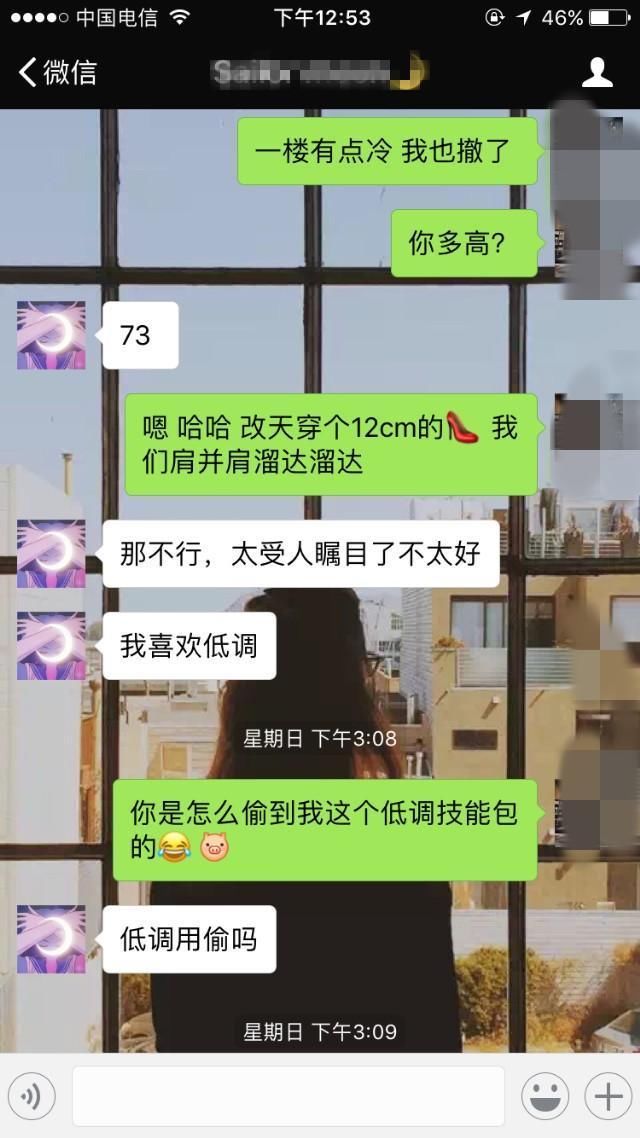 中国电信
下午12:53
46%
微信
一楼有点冷 我也撤了
你多高?
73
嗯 哈哈 改天穿个12cm的👠 我
们肩并肩溜达溜达
那不行，太受人瞩目了不太好
我喜欢低调
星期日 下午3:08
你是怎么偷到我这个低调技能包
的😂🐷
低调用偷吗
星期日 下午3:09